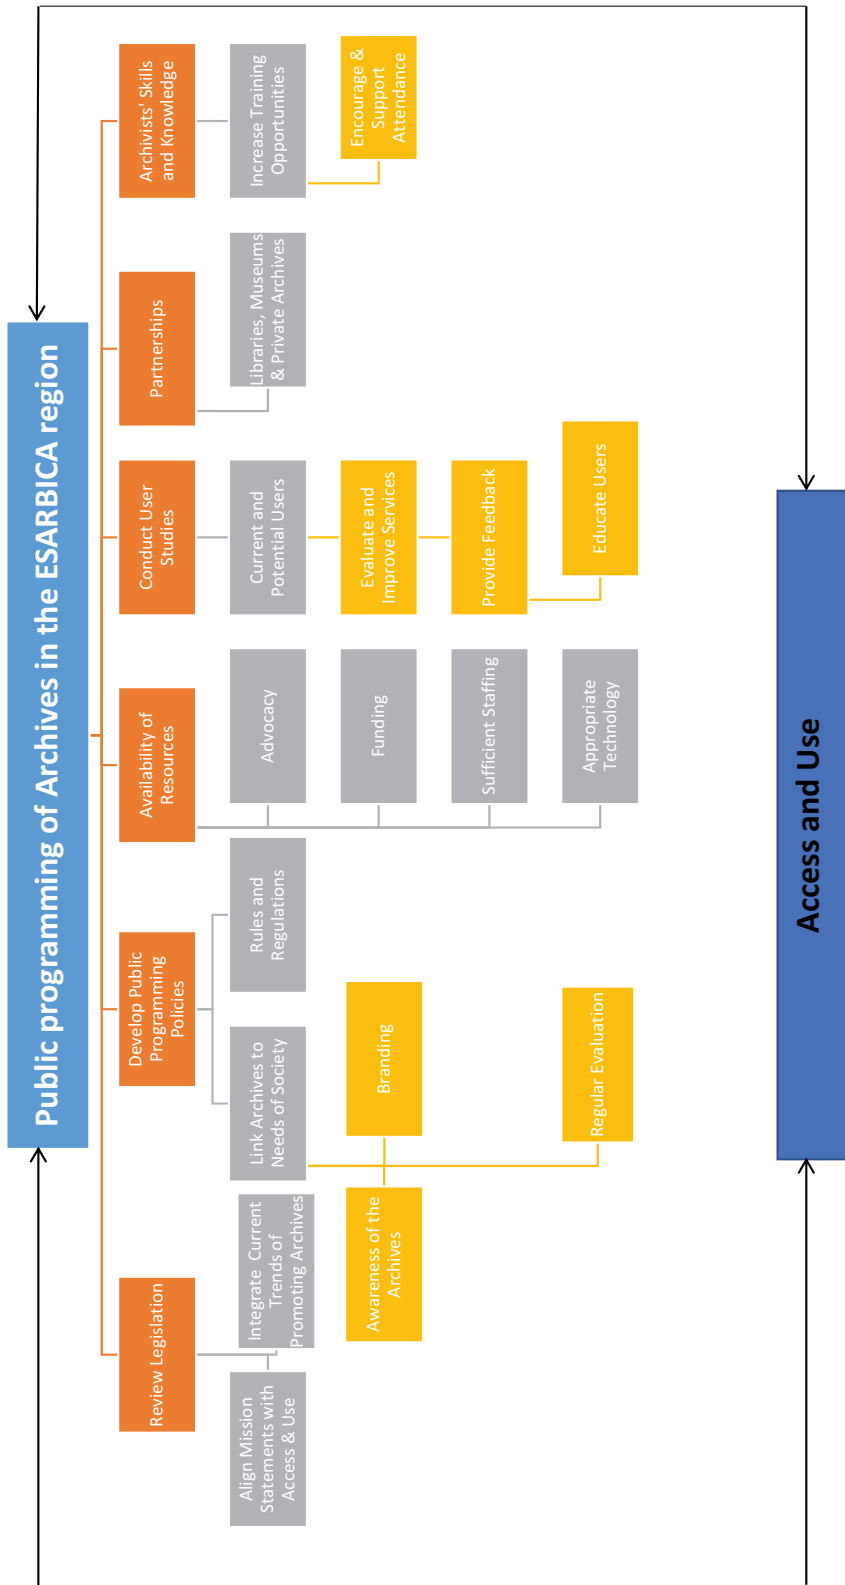 Public programming of Archives in the ESARBICA region
Review Legislation
Align Mission
Statements with
Access & Use
Integrate Current
Trends of
Promoting Archives
Develop Public
Programming
Policies
Link Archives to
Needs of Society
Rules and
Regulations
Awareness of the
Archives
Branding
Regular Evaluation
Availability of
Resources
Advocacy
Funding
Sufficient Staffing
Appropriate
Technology
Conduct User
Studies
Current and
Potential Users
Evaluate and
Improve Services
Provide Feedback
Educate Users
Partnerships
Libraries, Museums
& Private Archives
Archivists' Skills
and Knowledge
Increase Training
Opportunities
Encourage &
Support
Attendance
Access and Use